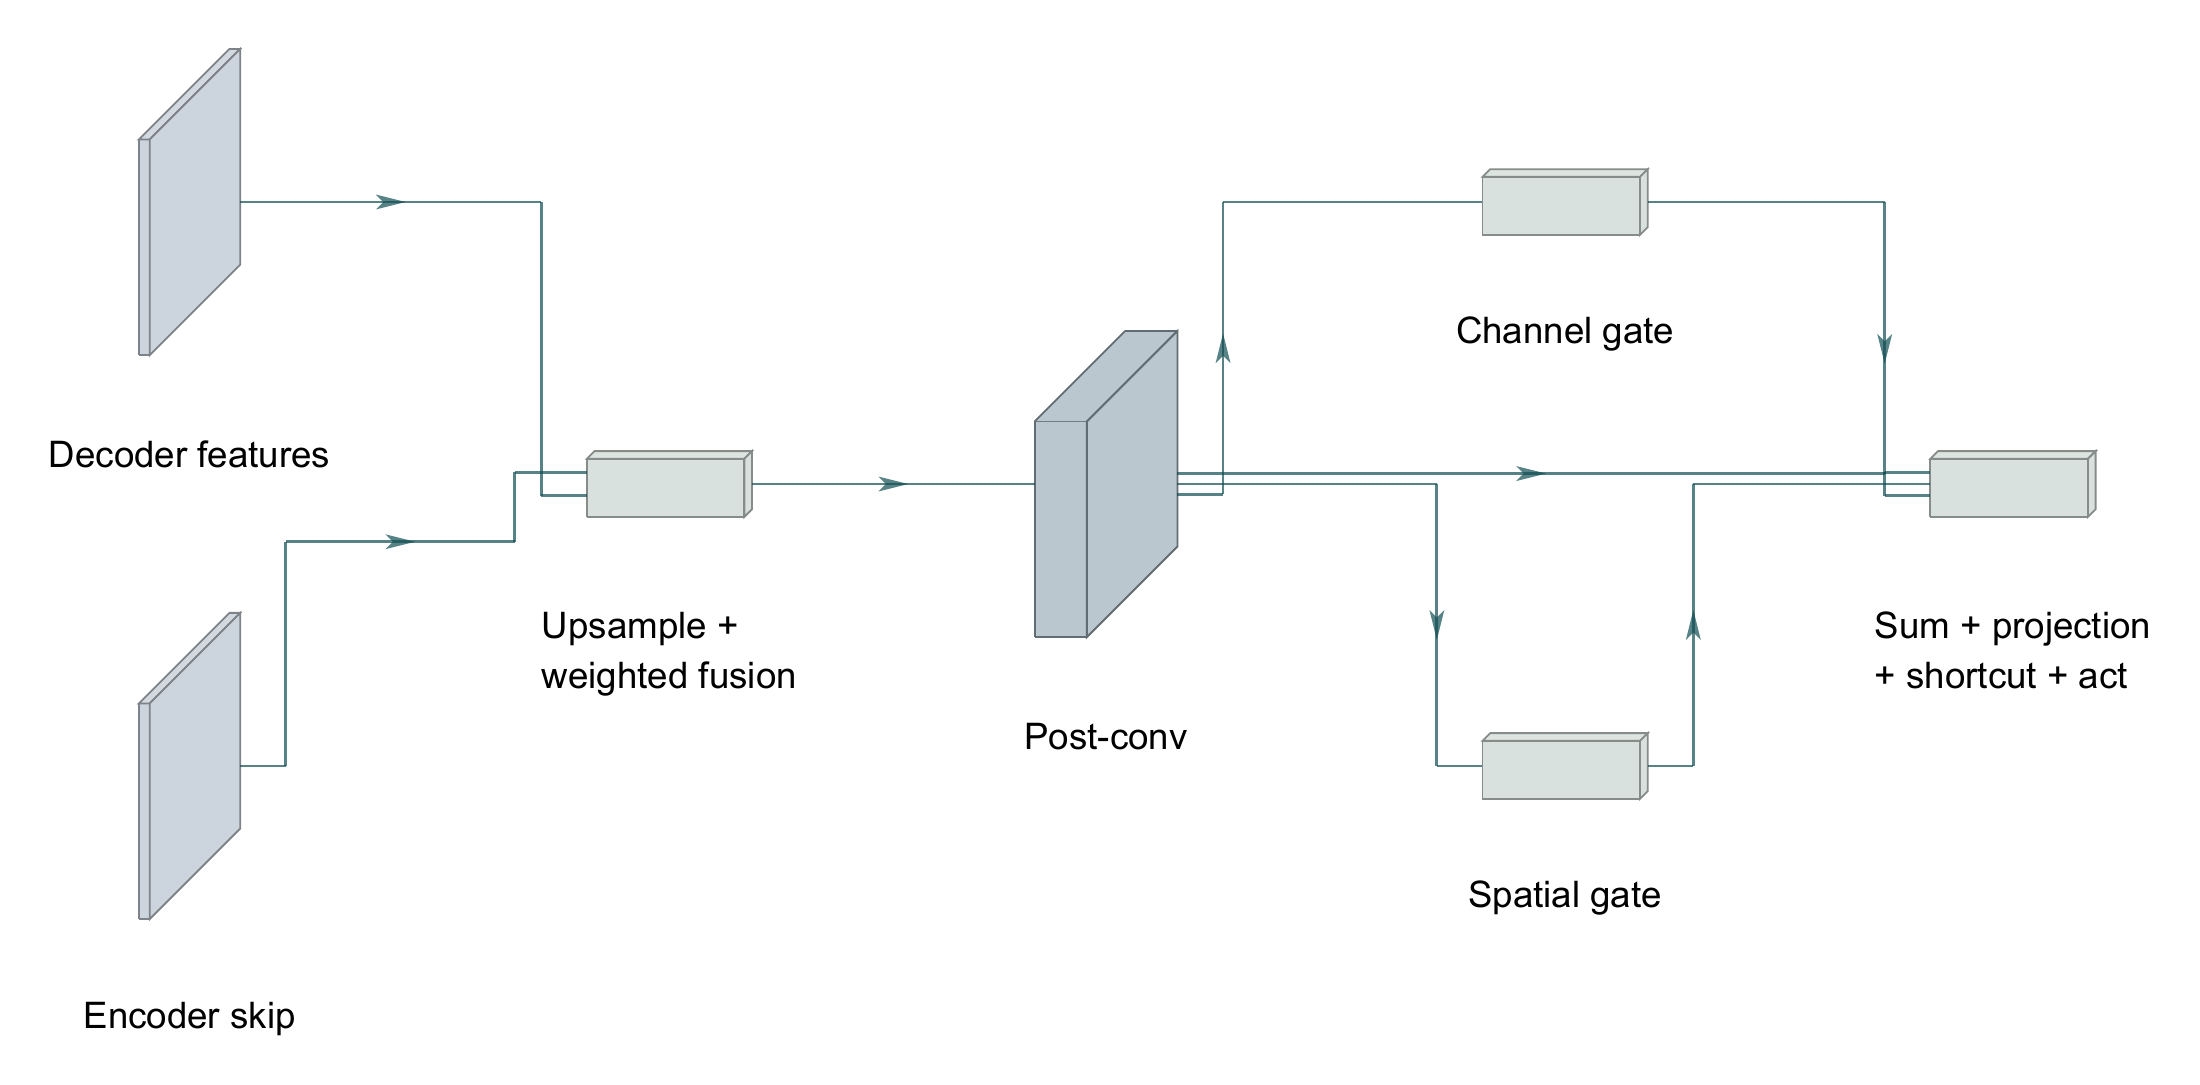 Decoder features
Encoder skip
Upsample +
weighted fusion
Post-conv
Channel gate
Spatial gate
Sum + projection
+ shortcut + act